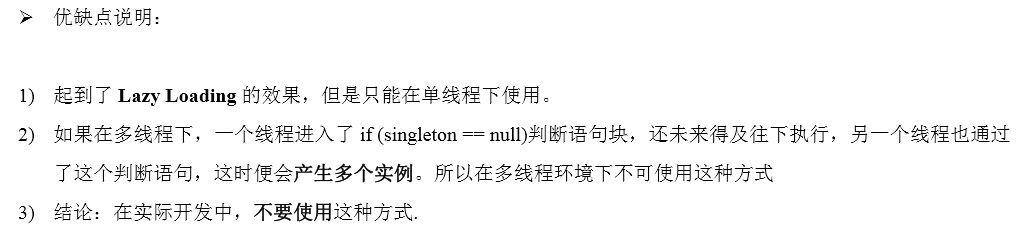 ➢ 优缺点说明：
1) 起到了 Lazy Loading 的效果，但是只能在单线程下使用。
2) 如果在多线程下，一个线程进入了 if (singleton == null)判断语句块，还未来得及往下执行，另一个线程也通过
了这个判断语句，这时便会产生多个实例。所以在多线程环境下不可使用这种方式
3) 结论：在实际开发中，不要使用这种方式.